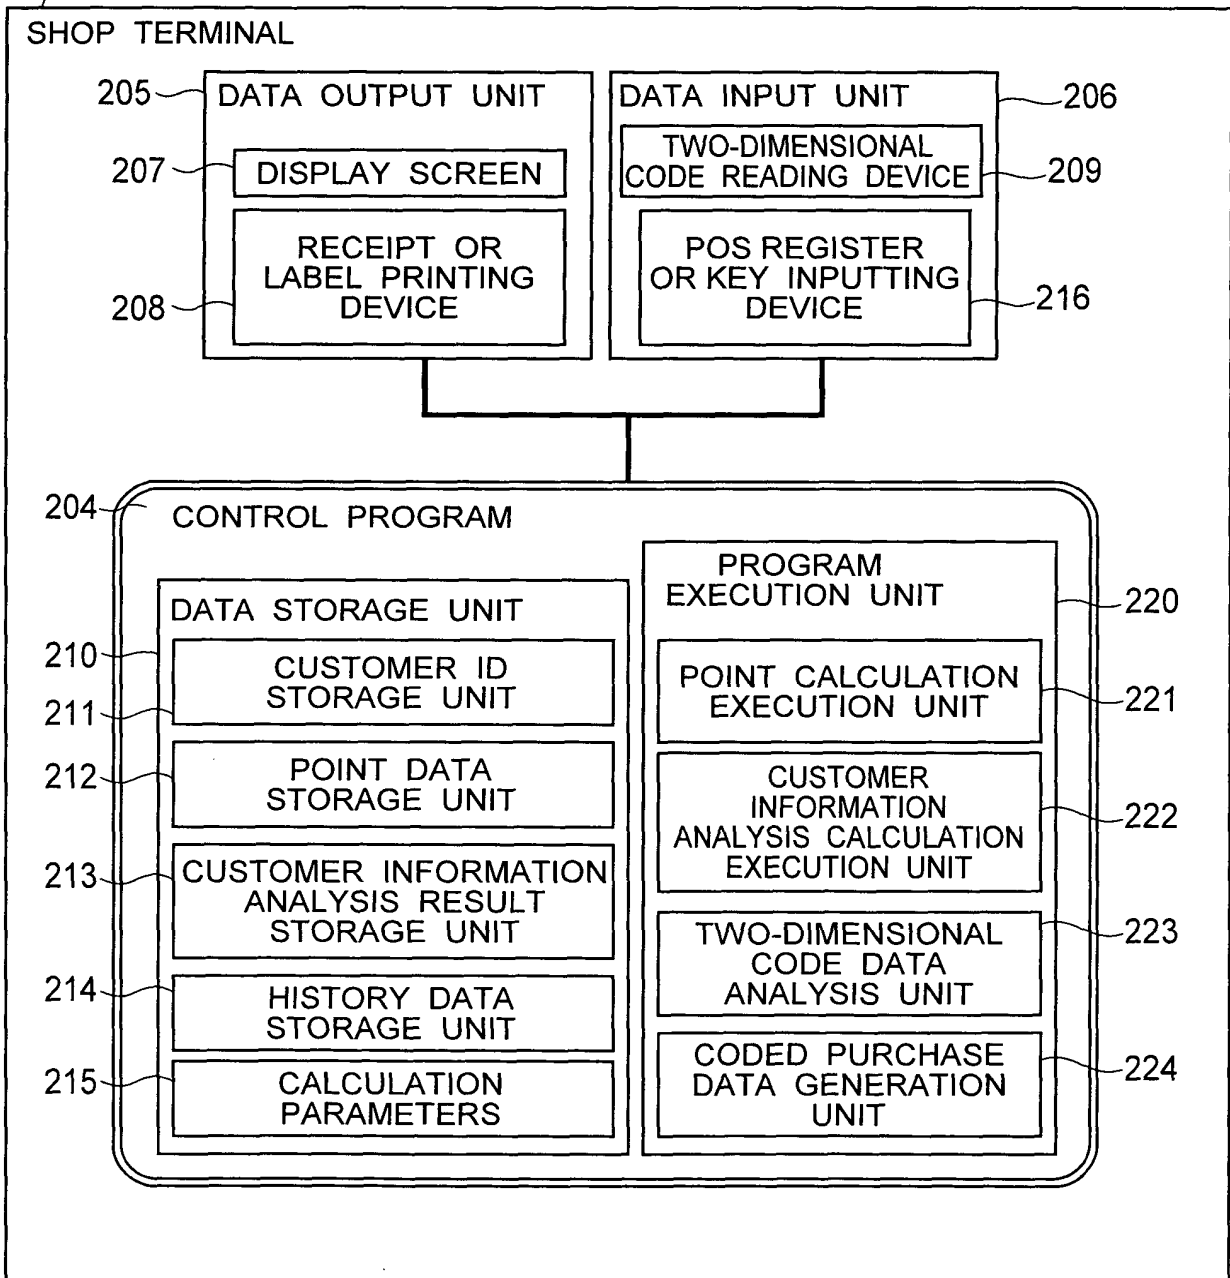 SHOP TERMINAL
205
DATA OUTPUT UNIT
207
DISPLAY SCREEN
208
RECEIPT OR
LABEL PRINTING
DEVICE
DATA INPUT UNIT
206
TWO-DIMENSIONAL
CODE READING DEVICE
209
POS REGISTER
OR KEY INPUTTING
DEVICE
216
204
CONTROL PROGRAM
DATA STORAGE UNIT
210
CUSTOMER ID
STORAGE UNIT
211
212
POINT DATA
STORAGE UNIT
213
CUSTOMER INFORMATION
ANALYSIS RESULT
STORAGE UNIT
214
HISTORY DATA
STORAGE UNIT
215
CALCULATION
PARAMETERS
PROGRAM
EXECUTION UNIT
220
POINT CALCULATION
EXECUTION UNIT
221
CUSTOMER
INFORMATION
ANALYSIS CALCULATION
EXECUTION UNIT
222
TWO-DIMENSIONAL
CODE DATA
ANALYSIS UNIT
223
CODED PURCHASE
DATA GENERATION
UNIT
224